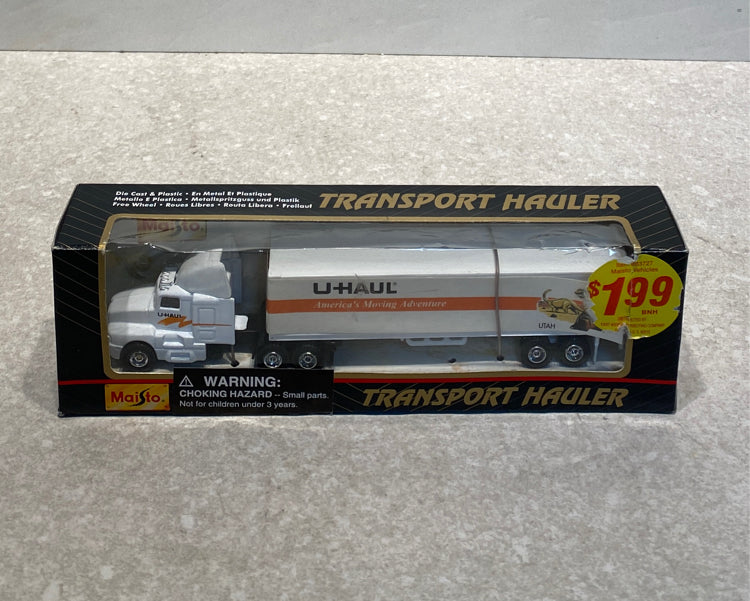 Die Cast & Plastic • En Metal Et Plastique
Metallo E Plastica • Metallspritzguss und Plastik
Free Wheel • Roues Libres • Routa Libera • Freilauf
TRANSPORT HAULER
Maisto.
U-HAUL
U-HAUL
America's Moving Adventure
UTAH
Maisto Vehicles
$1.99
BNH
Maisto.
WARNING:
CHOKING HAZARD -- Small parts.
Not for children under 3 years.
TRANSPORT HAULER